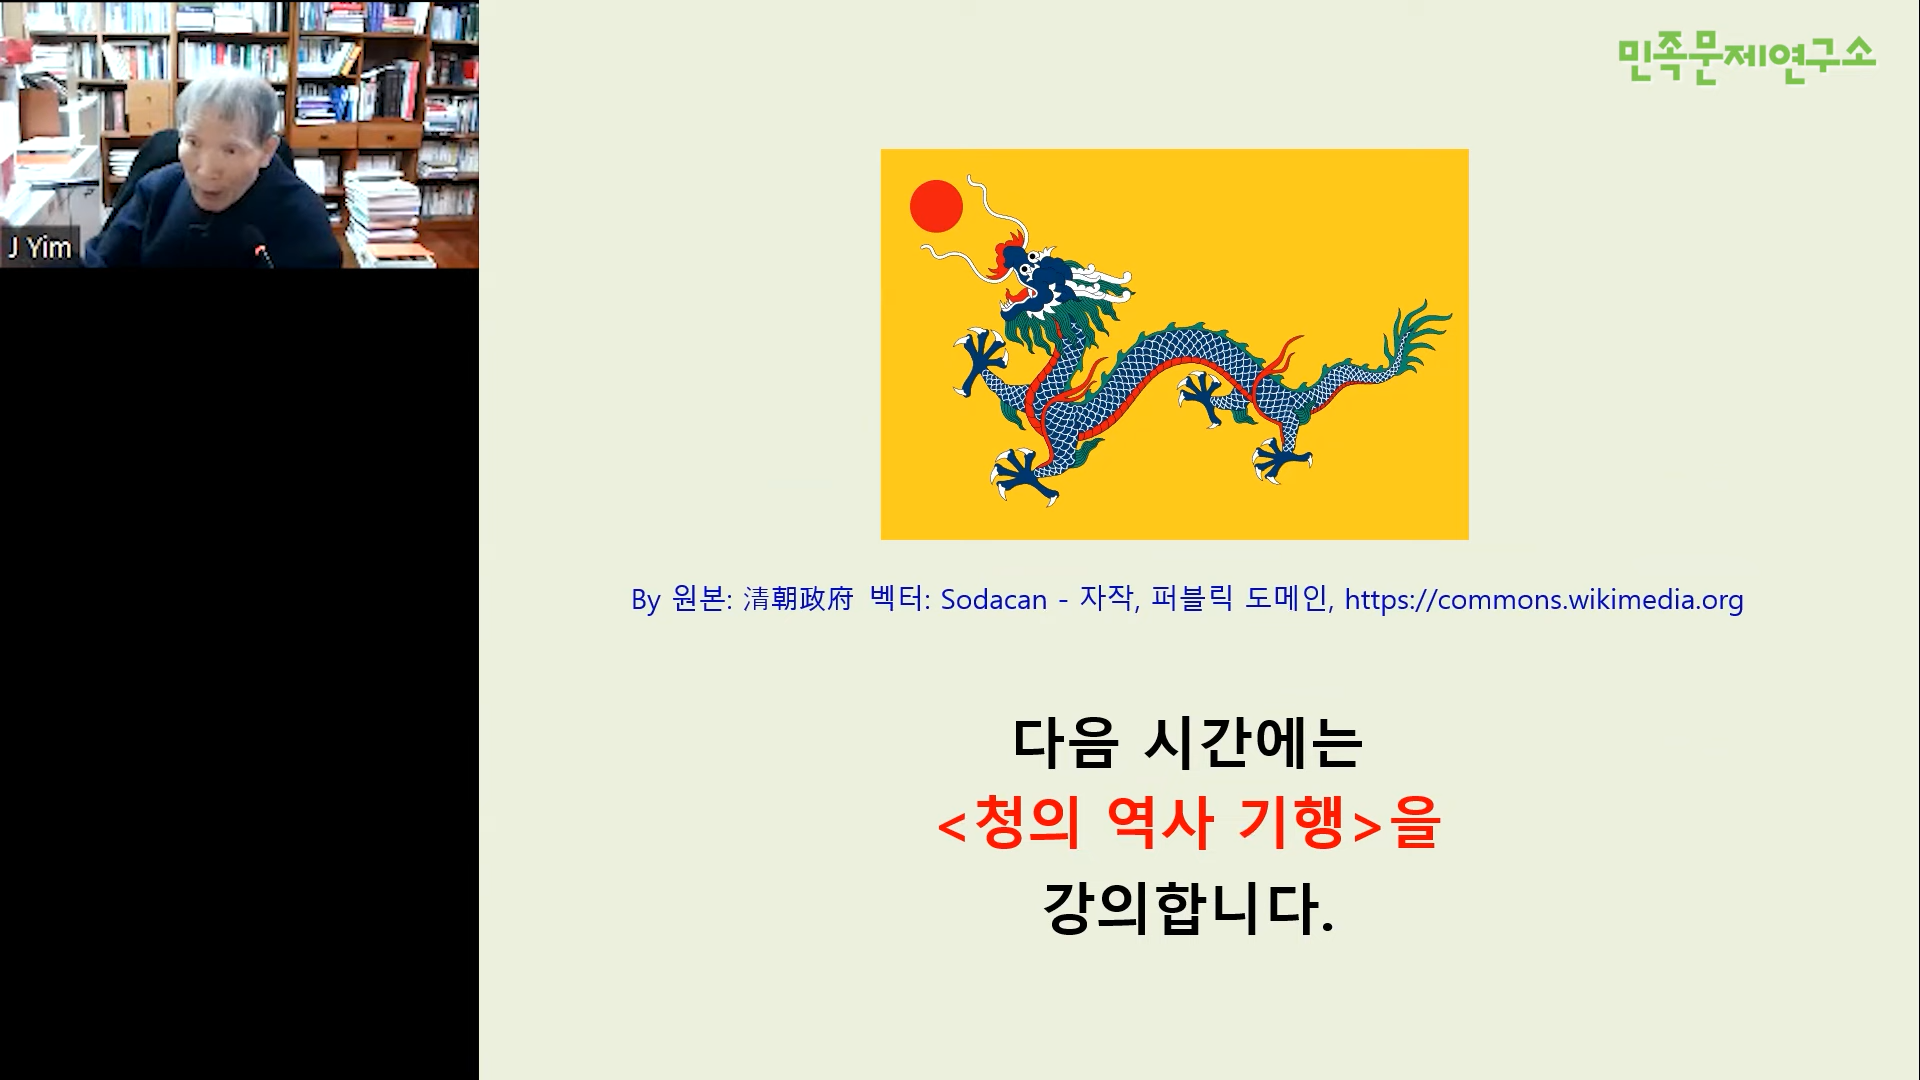 민족문제연구소
J Yim
By 원본: 清朝政府 벡터: Sodacan - 자작, 퍼블릭 도메인, https://commons.wikimedia.org
다음 시간에는
<청의 역사 기행>을
강의합니다.